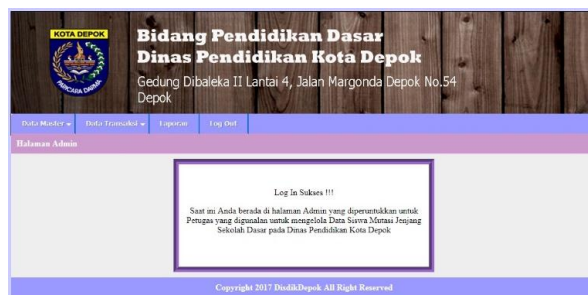 KOTA DEPOK
PARICARA DARMA
Bidang Pendidikan Dasar
Dinas Pendidikan Kota Depok
Gedung Dibaleka II Lantai 4, Jalan Margonda Depok No.54
Depok
Data Master
Data Transaksi
Laporan
Log Out
Halaman Admin
Log In Sukses !!!
Saat ini Anda berada di halaman Admin yang diperuntukkan untuk
Petugas yang digunalan untuk mengelola Data Siswa Mutasi Jenjang
Sekolah Dasar pada Dinas Pendidikan Kota Depok
Copyright 2017 DisdikDepok All Right Reserved